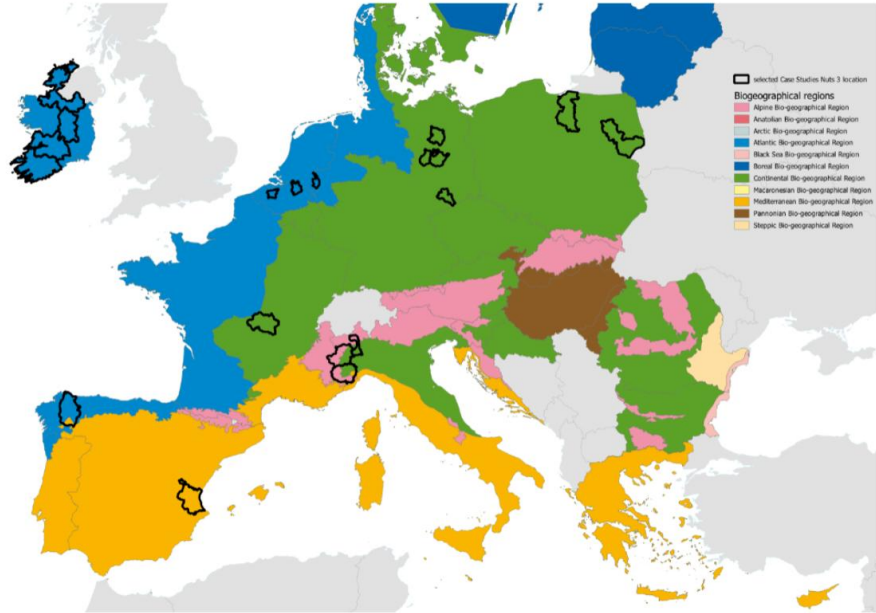 selected Case Studies Nuts 3 location
Biogeographical regions
Alpine Bio-geographical Region
Anatolian Bio-geographical Region
Arctic Bio-geographical Region
Atlantic Bio-geographical Region
Black Sea Bio-geographical Region
Boreal Bio-geographical Region
Continental Bio-geographical Region
Macaronesian Bio-geographical Region
Mediterranean Bio-geographical Region
Pannonian Bio-geographical Region
Steppic Bio-geographical Region